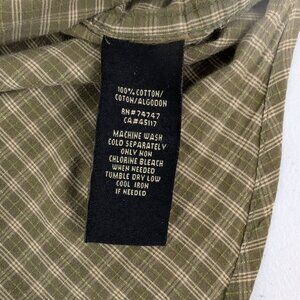 100% COTTON/
COTON/ALGODON
RN#74747
CA#45117
MACHINE WASH
COLD SEPARATELY
ONLY NON
CHLORINE BLEACH
WHEN NEEDED
TUMBLE DRY LOW
COOL IRON
IF NEEDED